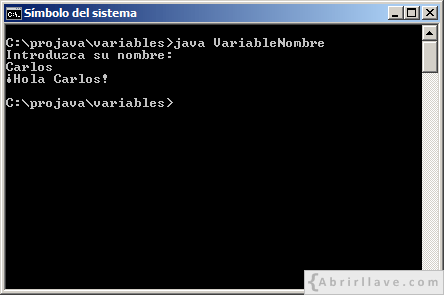 Símbolo del sistema
C:\projava\variables>java VariableNombre
Introduzca su nombre:
Carlos
¡Hola Carlos!
C:\projava\variables>
{Abrirllave.com